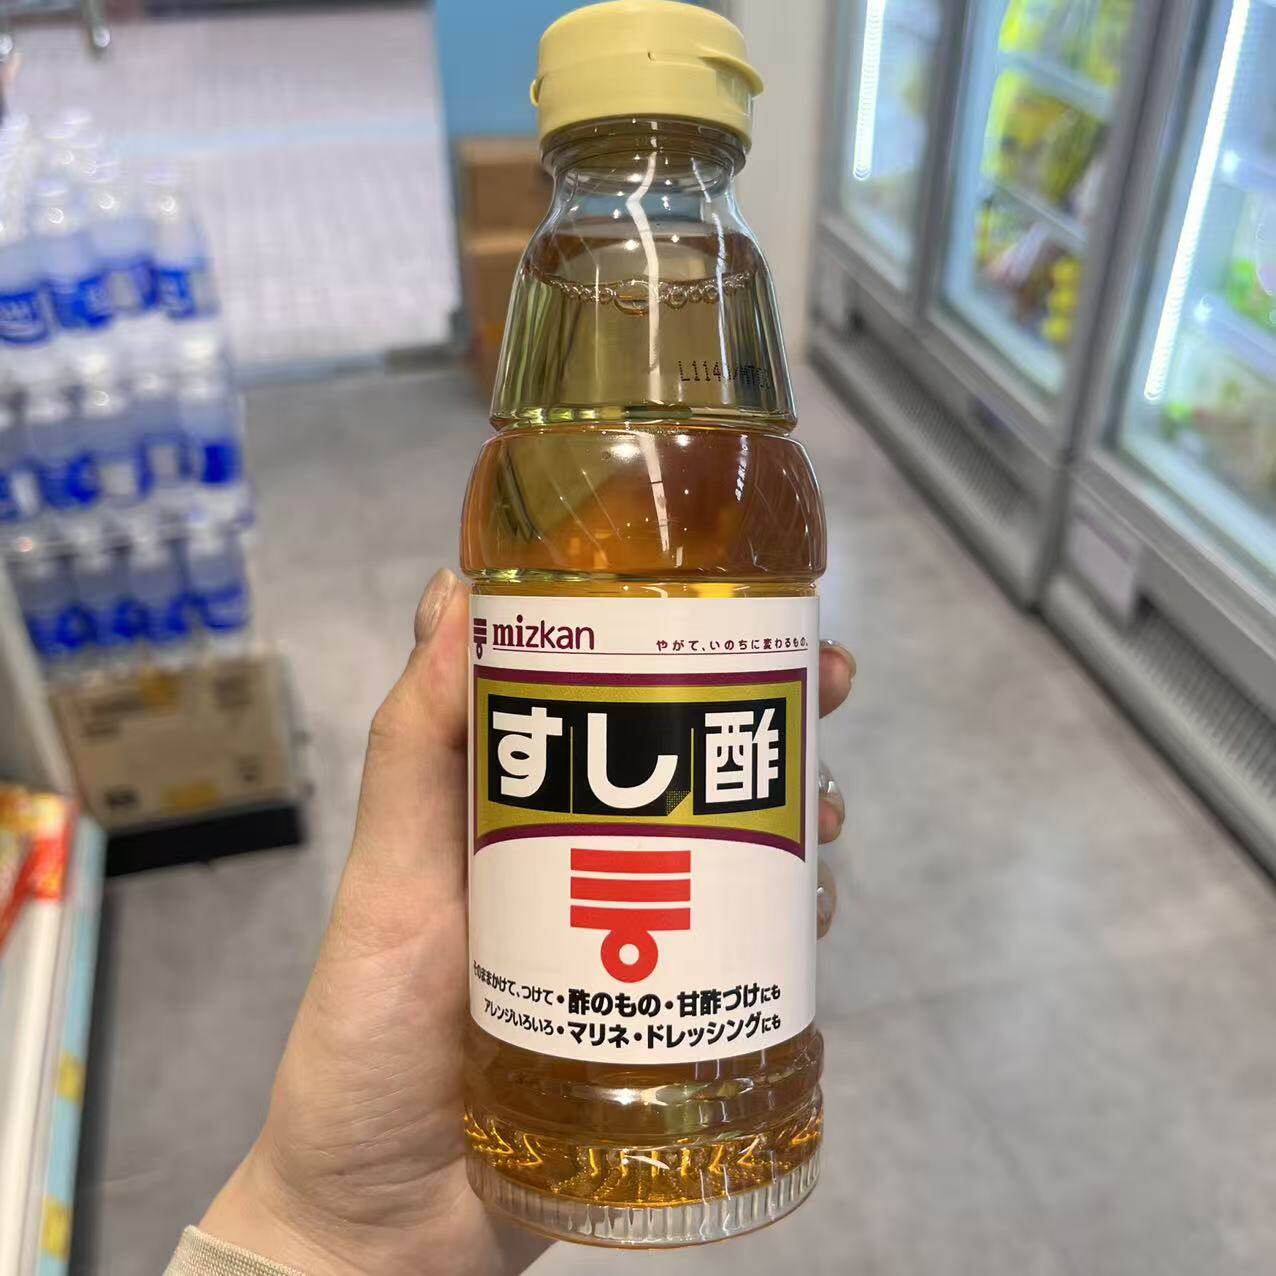 mizkan
やがて、いのちに変わるもの。
すし酢
そのままかけて、つけて・酢のもの・甘酢づけにも
アレンジいろいろ・マリネ・ドレッシングにも